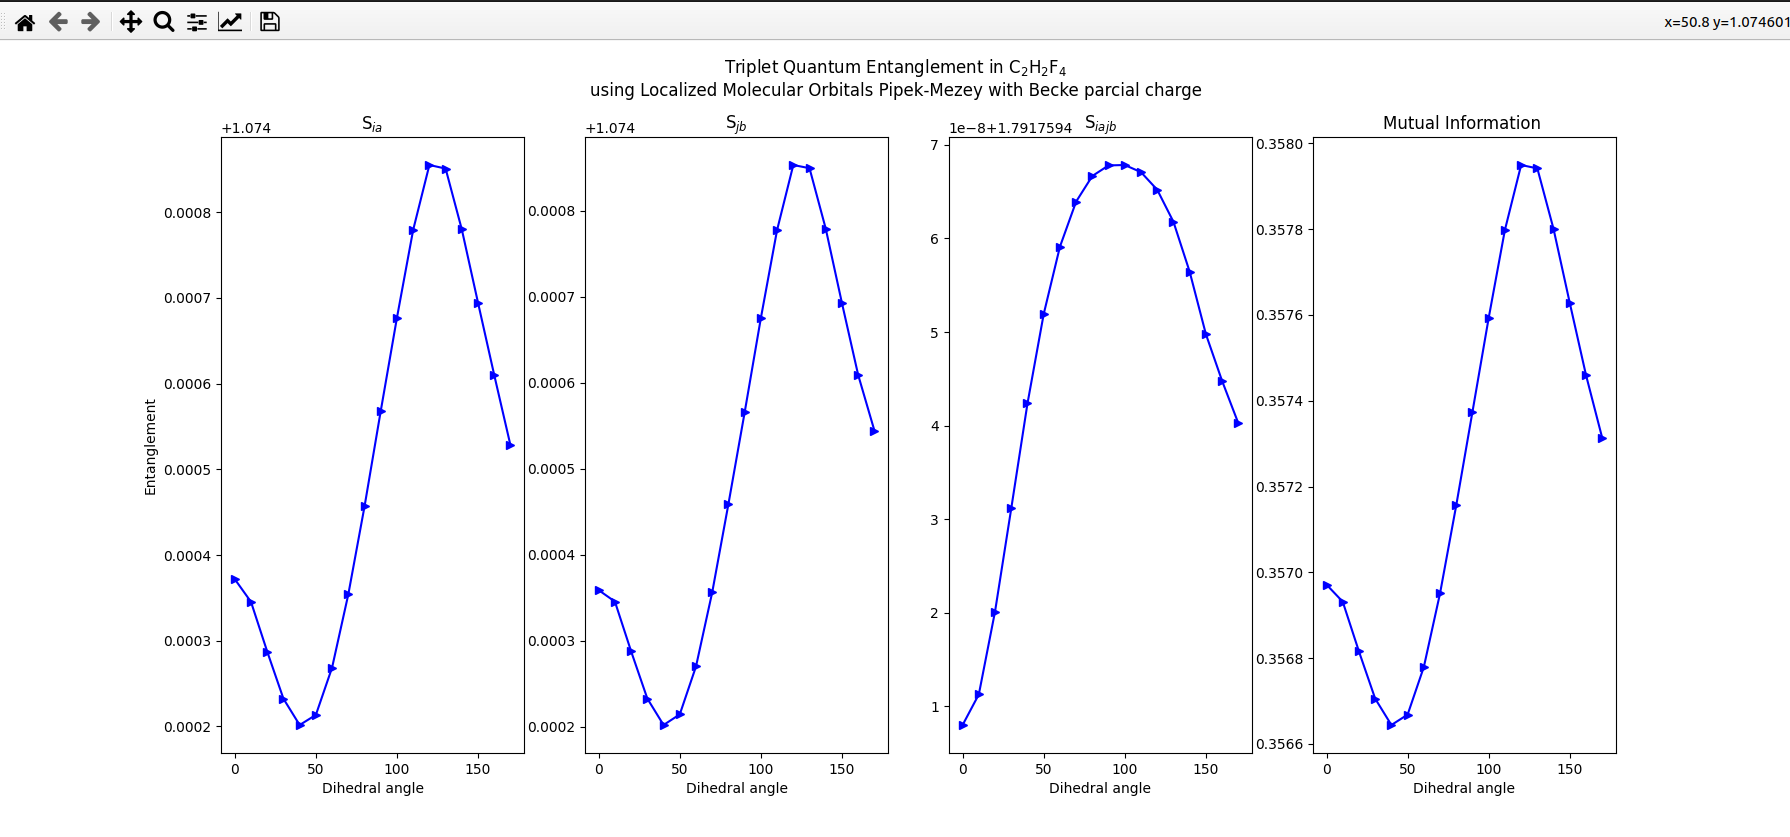 x=50.8 y=1.074601
Triplet Quantum Entanglement in C₂H₂F₄
using Localized Molecular Orbitals Pipek-Mezey with Becke parcial charge
+1.074
S_ia
0.0008
0.0007
0.0006
0.0005
0.0004
0.0003
0.0002
Entanglement
0 50 100 150
Dihedral angle
+1.074
S_jb
0.0008
0.0007
0.0006
0.0005
0.0004
0.0003
0.0002
0 50 100 150
Dihedral angle
1e-8+1.7917594
S_iajb
7
6
5
4
3
2
1
0 50 100 150
Dihedral angle
Mutual Information
0.3580
0.3578
0.3576
0.3574
0.3572
0.3570
0.3568
0.3566
0 50 100 150
Dihedral angle